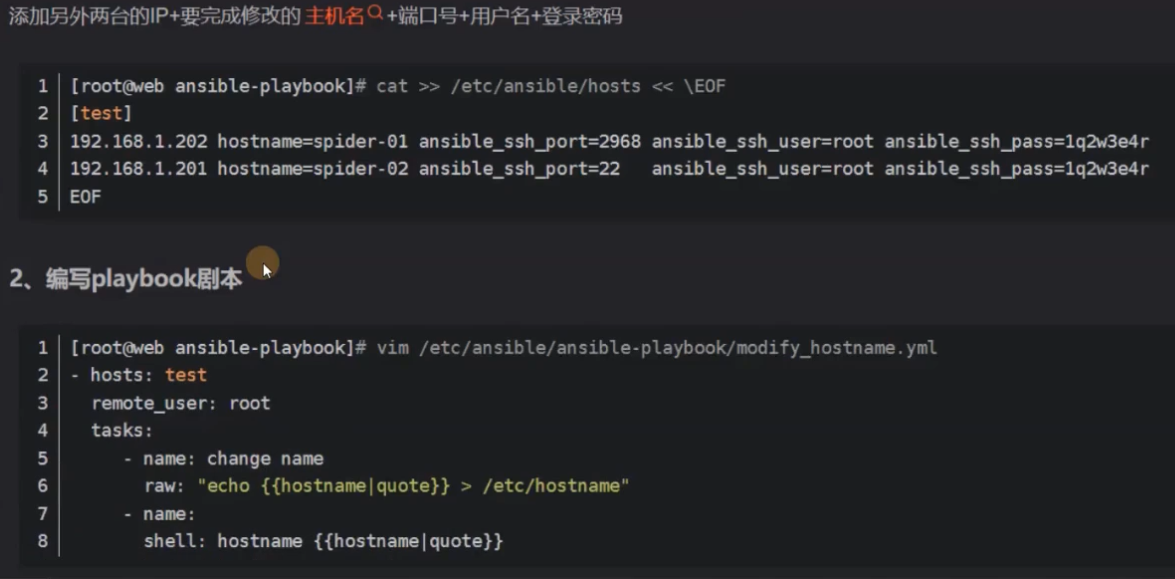 添加另外两台的IP+要完成修改的 主机名 +端口号+用户名+登录密码
1 [root@web ansible-playbook]# cat >> /etc/ansible/hosts << \EOF
2 [test]
3 192.168.1.202 hostname=spider-01 ansible_ssh_port=2968 ansible_ssh_user=root ansible_ssh_pass=1q2w3e4r
4 192.168.1.201 hostname=spider-02 ansible_ssh_port=22   ansible_ssh_user=root ansible_ssh_pass=1q2w3e4r
5 EOF
2、编写playbook剧本
1 [root@web ansible-playbook]# vim /etc/ansible/ansible-playbook/modify_hostname.yml
2 - hosts: test
3   remote_user: root
4   tasks:
5      - name: change name
6        raw: "echo {{hostname|quote}} > /etc/hostname"
7      - name:
8        shell: hostname {{hostname|quote}}